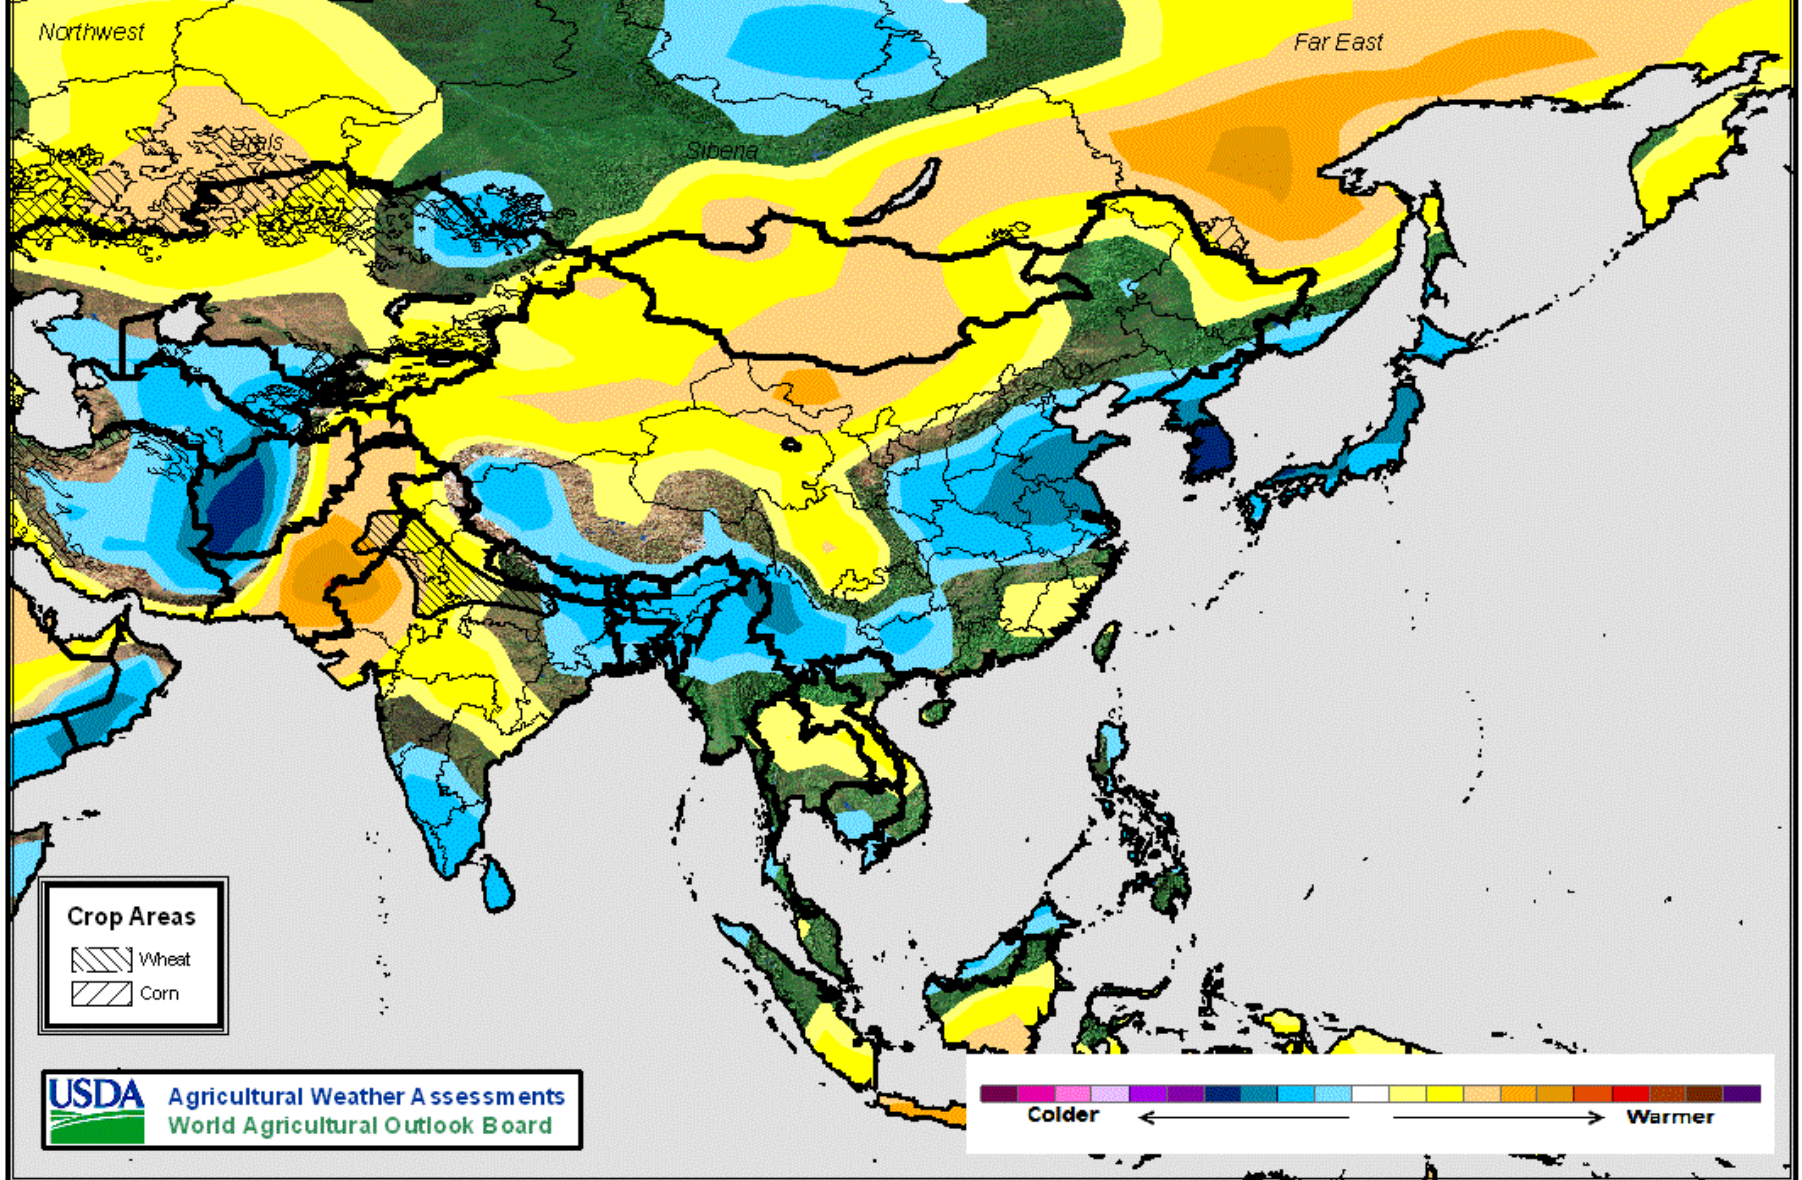 Northwest
Far East
Urals
Volga
Siberia
Crop Areas
Wheat
Corn
USDA
Agricultural Weather Assessments
World Agricultural Outlook Board
Colder
Warmer